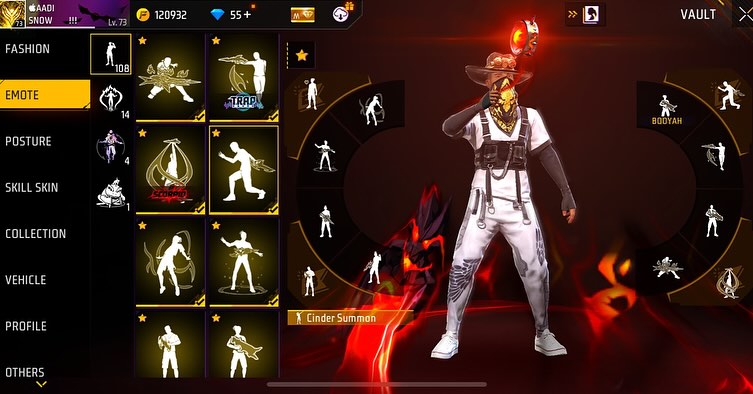 AADI
SNOW !!!
Lv.73
73
120932
55+
VAULT
FASHION
108
EMOTE
14
POSTURE
4
SKILL SKIN
1
COLLECTION
VEHICLE
PROFILE
OTHERS
TRAP
SCORPIO
BOOYAH
Cinder Summon